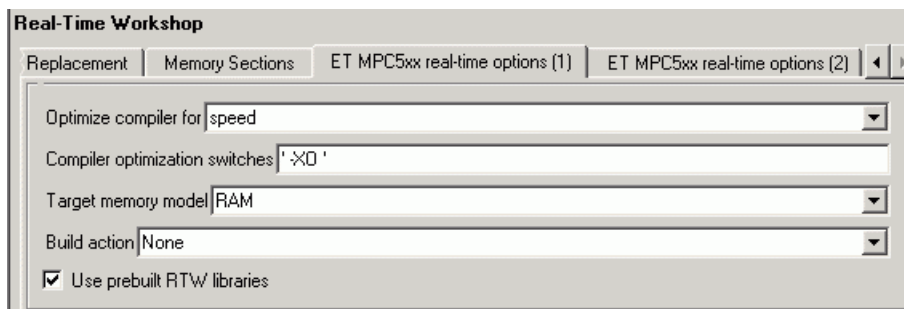 Real-Time Workshop
Replacement Memory Sections ET MPC5xx real-time options (1) ET MPC5xx real-time options (2)
Optimize compiler for speed
Compiler optimization switches ' -XO '
Target memory model RAM
Build action None
Use prebuilt RTW libraries